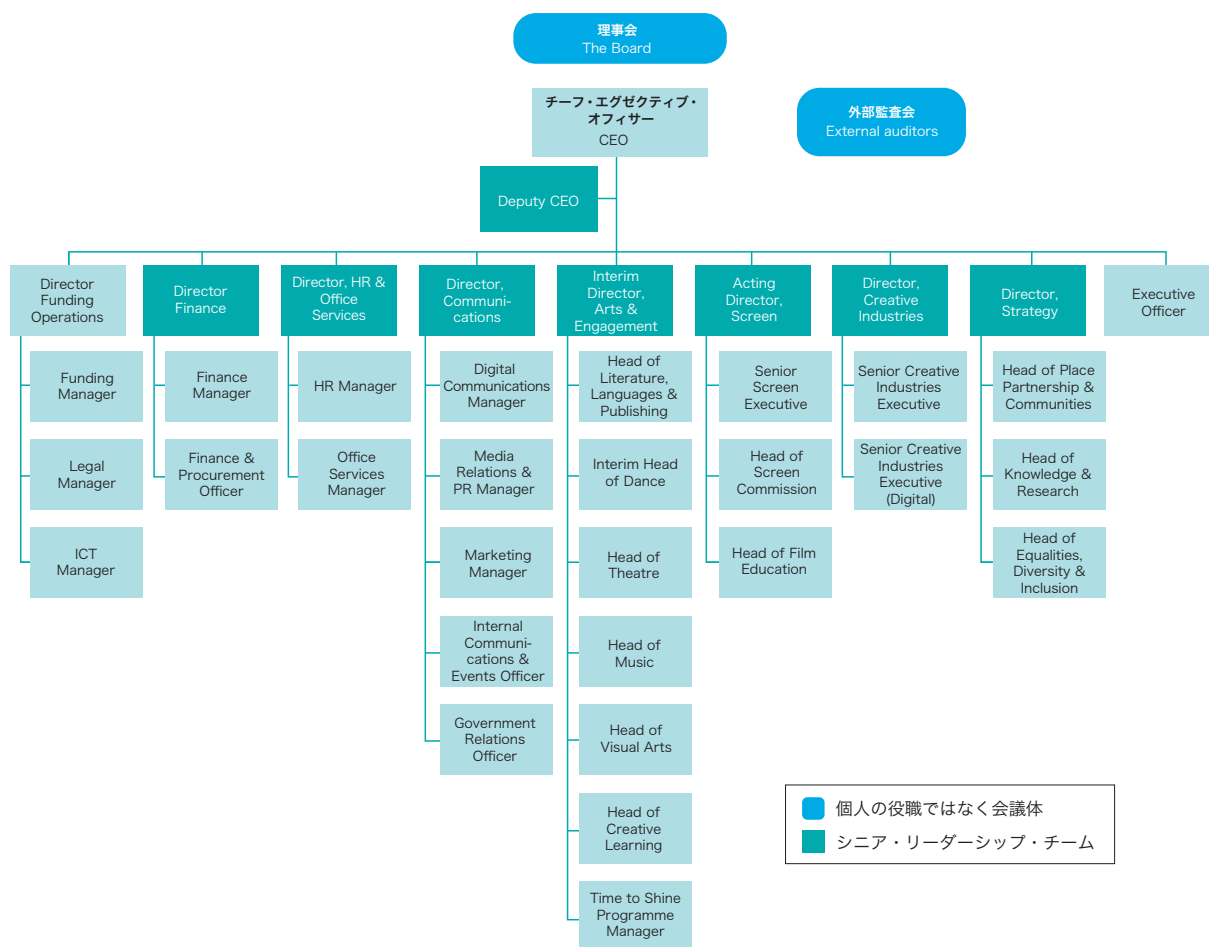 理事会
The Board
チーフ・エグゼクティブ・
オフィサー
CEO
外部監査会
External auditors
Deputy CEO
Director
Funding
Operations
Director
Finance
Director, HR &
Office
Services
Director,
Communi-
cations
Interim
Director,
Arts &
Engagement
Acting
Director,
Screen
Director,
Creative
Industries
Director,
Strategy
Executive
Officer
Funding
Manager
Legal
Manager
ICT
Manager
Finance
Manager
Finance &
Procurement
Officer
HR Manager
Office
Services
Manager
Digital
Communications
Manager
Media
Relations &
PR Manager
Marketing
Manager
Internal
Communi-
cations &
Events Officer
Government
Relations
Officer
Head of
Literature,
Languages &
Publishing
Interim Head
of Dance
Head of
Theatre
Head of
Music
Head of
Visual Arts
Head of
Creative
Learning
Time to Shine
Programme
Manager
Senior
Screen
Executive
Head of
Screen
Commission
Head of Film
Education
Senior Creative
Industries
Executive
Senior Creative
Industries
Executive
(Digital)
Head of Place
Partnership &
Communities
Head of
Knowledge &
Research
Head of
Equalities,
Diversity &
Inclusion
個人の役職ではなく会議体
シニア・リーダーシップ・チーム